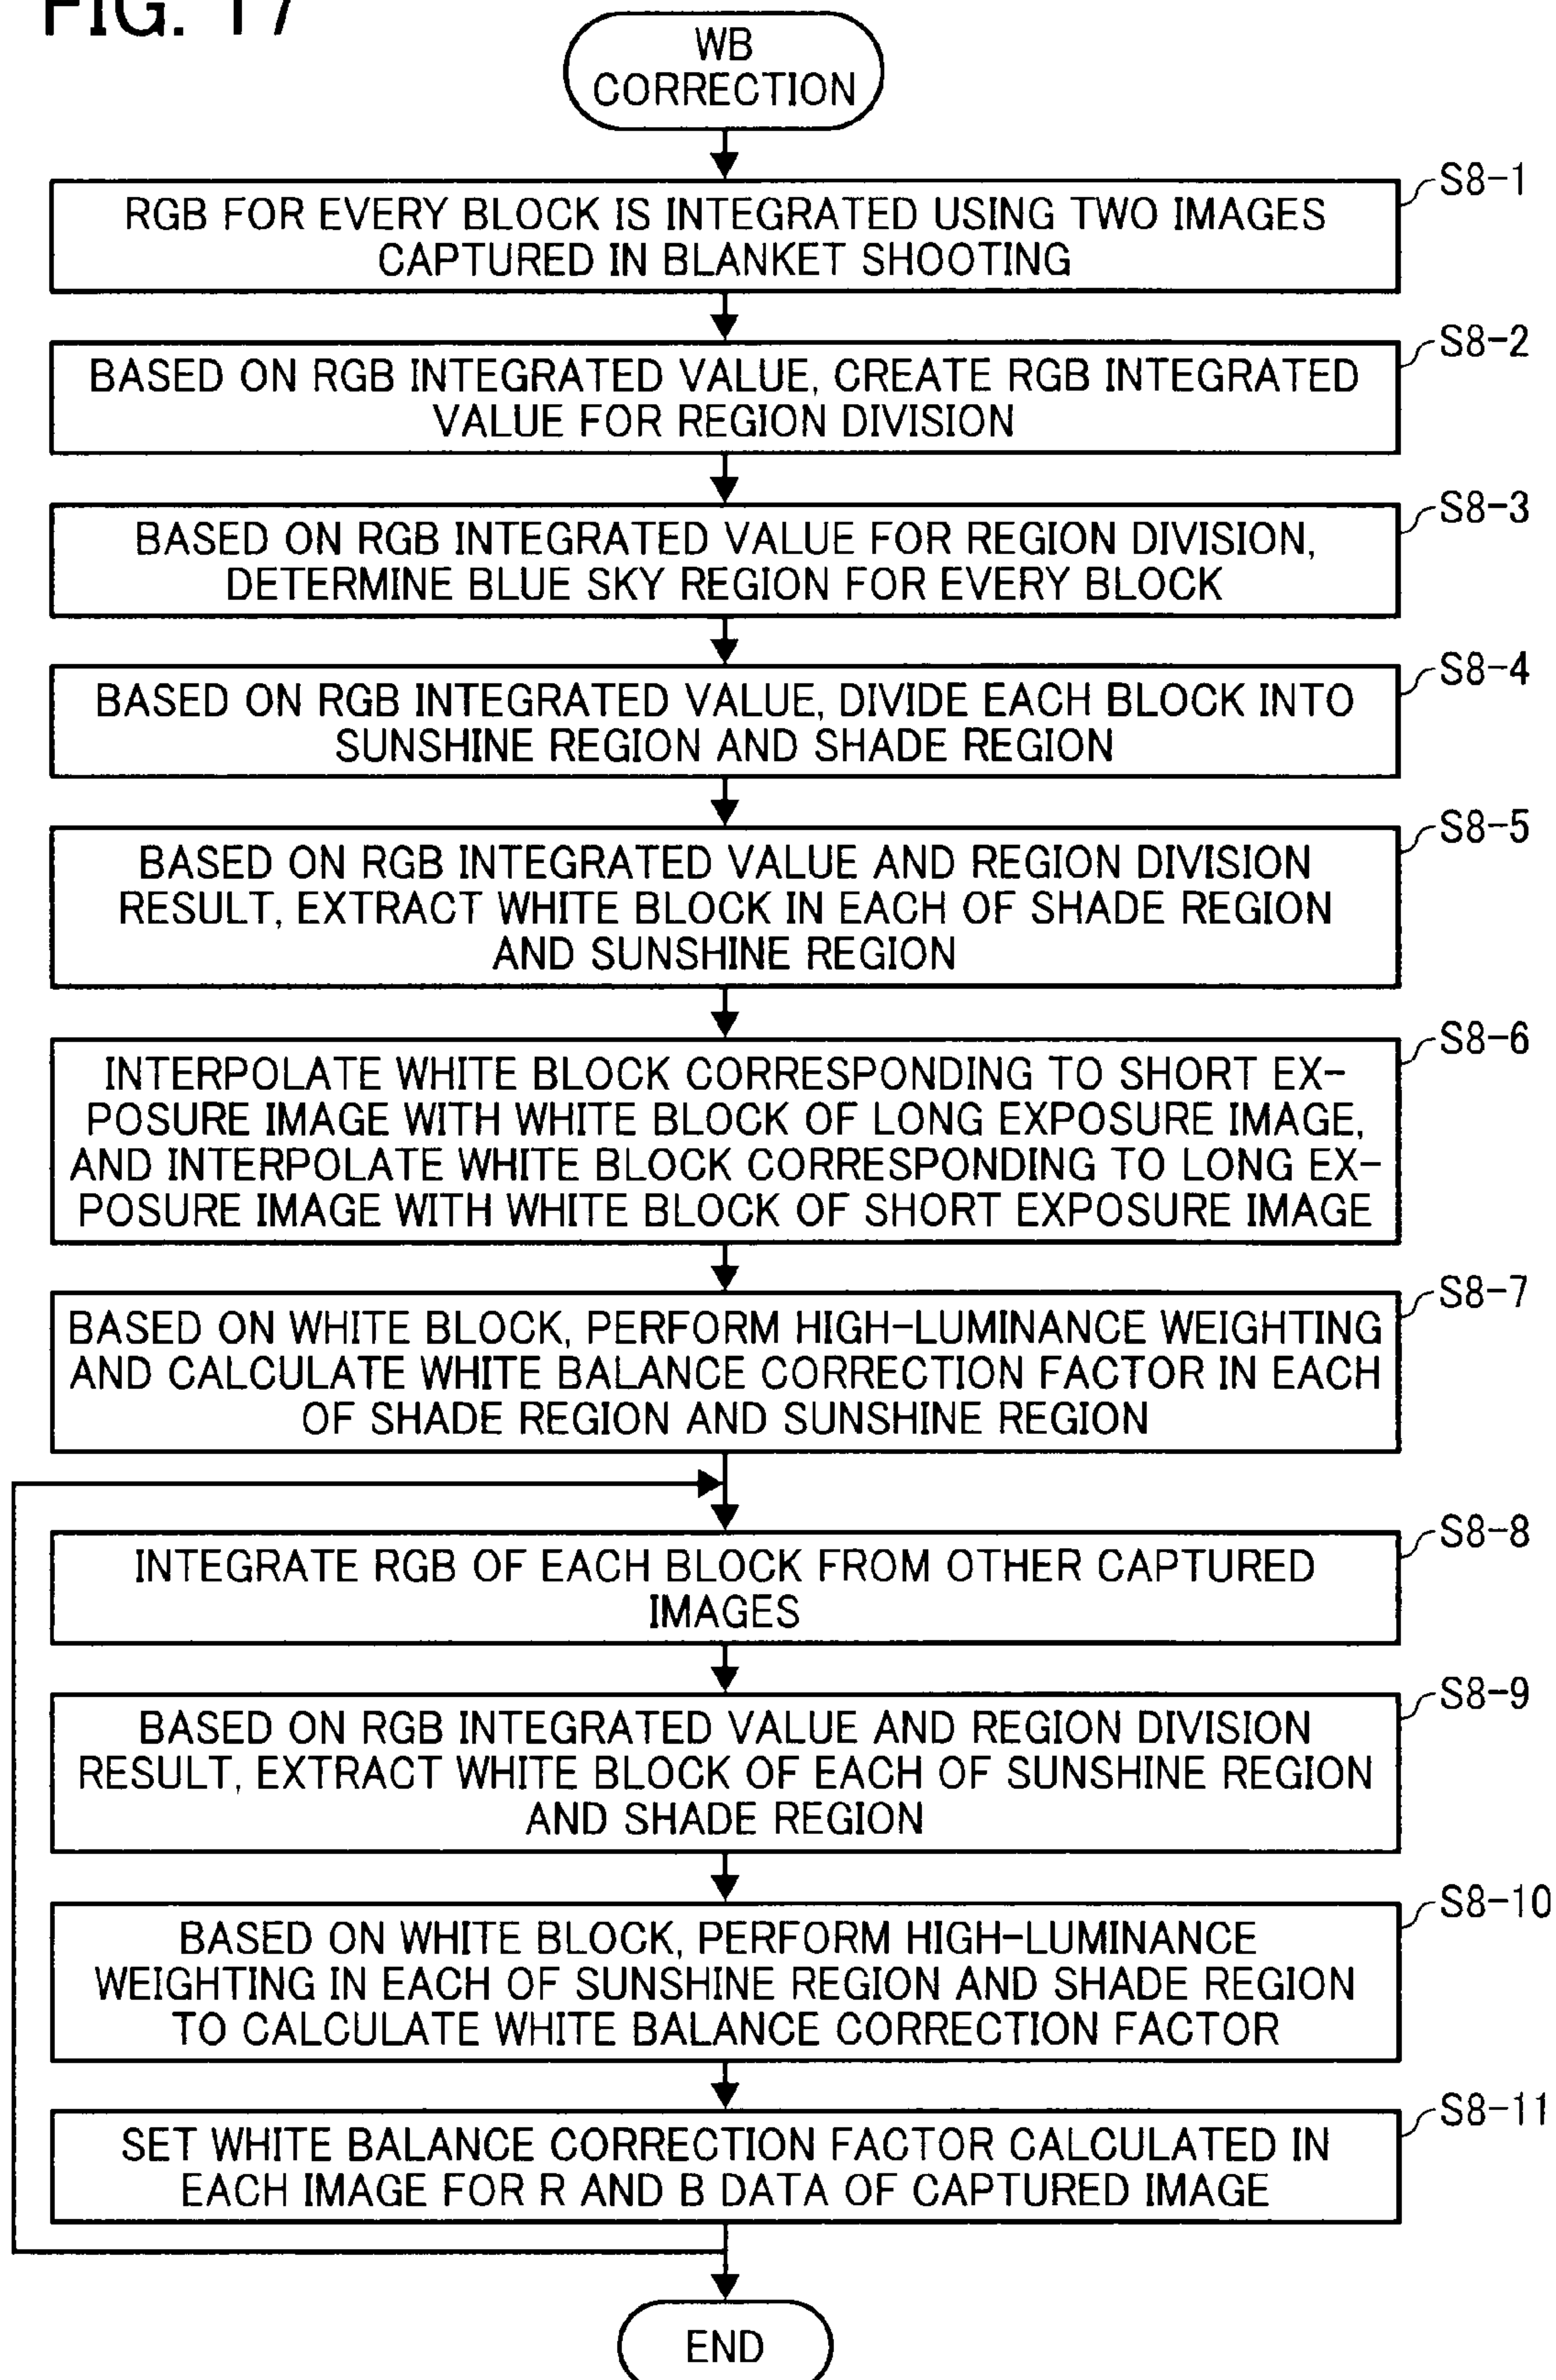 FIG. 17
WB
CORRECTION
S8-1
RGB FOR EVERY BLOCK IS INTEGRATED USING TWO IMAGES
CAPTURED IN BLANKET SHOOTING
S8-2
BASED ON RGB INTEGRATED VALUE, CREATE RGB INTEGRATED
VALUE FOR REGION DIVISION
S8-3
BASED ON RGB INTEGRATED VALUE FOR REGION DIVISION,
DETERMINE BLUE SKY REGION FOR EVERY BLOCK
S8-4
BASED ON RGB INTEGRATED VALUE, DIVIDE EACH BLOCK INTO
SUNSHINE REGION AND SHADE REGION
S8-5
BASED ON RGB INTEGRATED VALUE AND REGION DIVISION
RESULT, EXTRACT WHITE BLOCK IN EACH OF SHADE REGION
AND SUNSHINE REGION
S8-6
INTERPOLATE WHITE BLOCK CORRESPONDING TO SHORT EX-
POSURE IMAGE WITH WHITE BLOCK OF LONG EXPOSURE IMAGE,
AND INTERPOLATE WHITE BLOCK CORRESPONDING TO LONG EX-
POSURE IMAGE WITH WHITE BLOCK OF SHORT EXPOSURE IMAGE
S8-7
BASED ON WHITE BLOCK, PERFORM HIGH-LUMINANCE WEIGHTING
AND CALCULATE WHITE BALANCE CORRECTION FACTOR IN EACH
OF SHADE REGION AND SUNSHINE REGION
S8-8
INTEGRATE RGB OF EACH BLOCK FROM OTHER CAPTURED
IMAGES
S8-9
BASED ON RGB INTEGRATED VALUE AND REGION DIVISION
RESULT, EXTRACT WHITE BLOCK OF EACH OF SUNSHINE REGION
AND SHADE REGION
S8-10
BASED ON WHITE BLOCK, PERFORM HIGH-LUMINANCE
WEIGHTING IN EACH OF SUNSHINE REGION AND SHADE REGION
TO CALCULATE WHITE BALANCE CORRECTION FACTOR
S8-11
SET WHITE BALANCE CORRECTION FACTOR CALCULATED IN
EACH IMAGE FOR R AND B DATA OF CAPTURED IMAGE
END